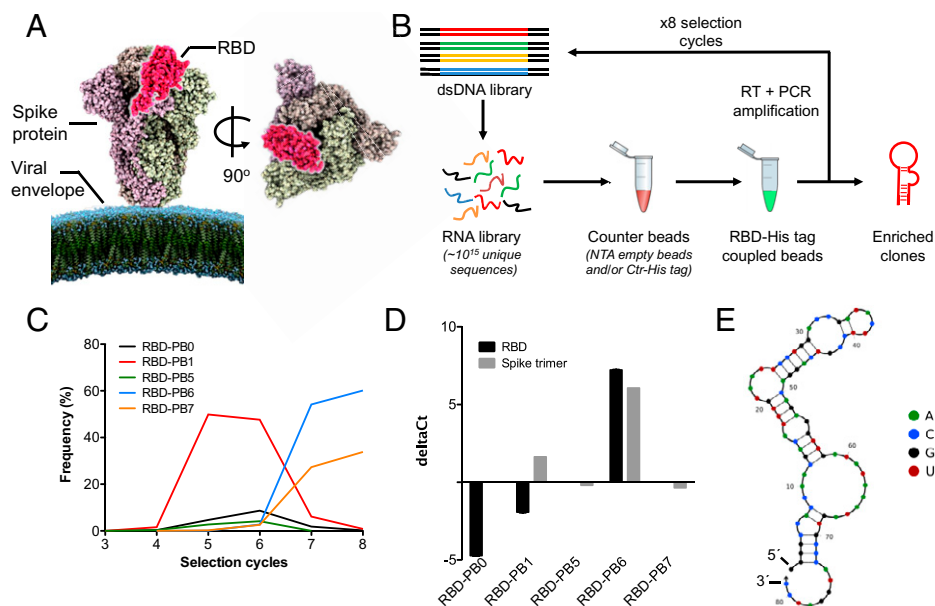 A
RBD
Spike
protein
Viral
envelope
90º
B
x8 selection
cycles
dsDNA library
RT + PCR
amplification
RNA library
(~10¹⁵ unique
sequences)
Counter beads
(NTA empty beads
and/or Ctr-His tag)
RBD-His tag
coupled beads
Enriched
clones
C
RBD-PB0
RBD-PB1
RBD-PB5
RBD-PB6
RBD-PB7
Frequency (%)
80
60
40
20
0
3 4 5 6 7 8
Selection cycles
D
RBD
Spike trimer
deltaCt
10
5
-5
RBD-PB0
RBD-PB1
RBD-PB5
RBD-PB6
RBD-PB7
E
30
40
50
20
60
10
70
5´
3´
80
A
C
G
U